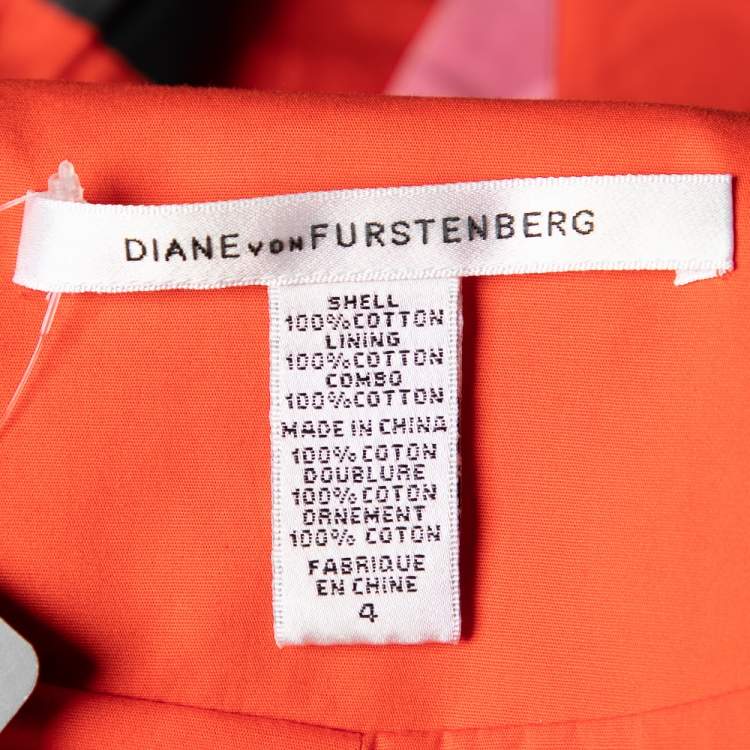 DIANE VON FURSTENBERG
SHELL
100%COTTON
LINING
100%COTTON
COMBO
100%COTTON
MADE IN CHINA
100% COTON
DOUBLURE
100% COTON
ORNEMENT
100% COTON
FABRIQUE
EN CHINE
4